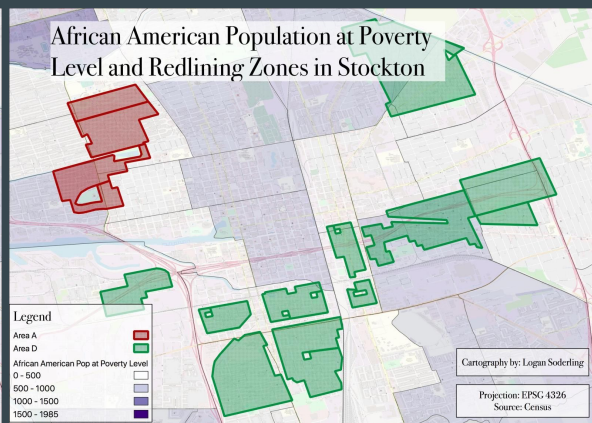 African American Population at Poverty
Level and Redlining Zones in Stockton
Legend
Area A
Area D
African American Pop at Poverty Level
0 - 500
500 - 1000
1000 - 1500
1500 - 1985
Cartography by: Logan Soderling
Projection: EPSG 4326
Source: Census